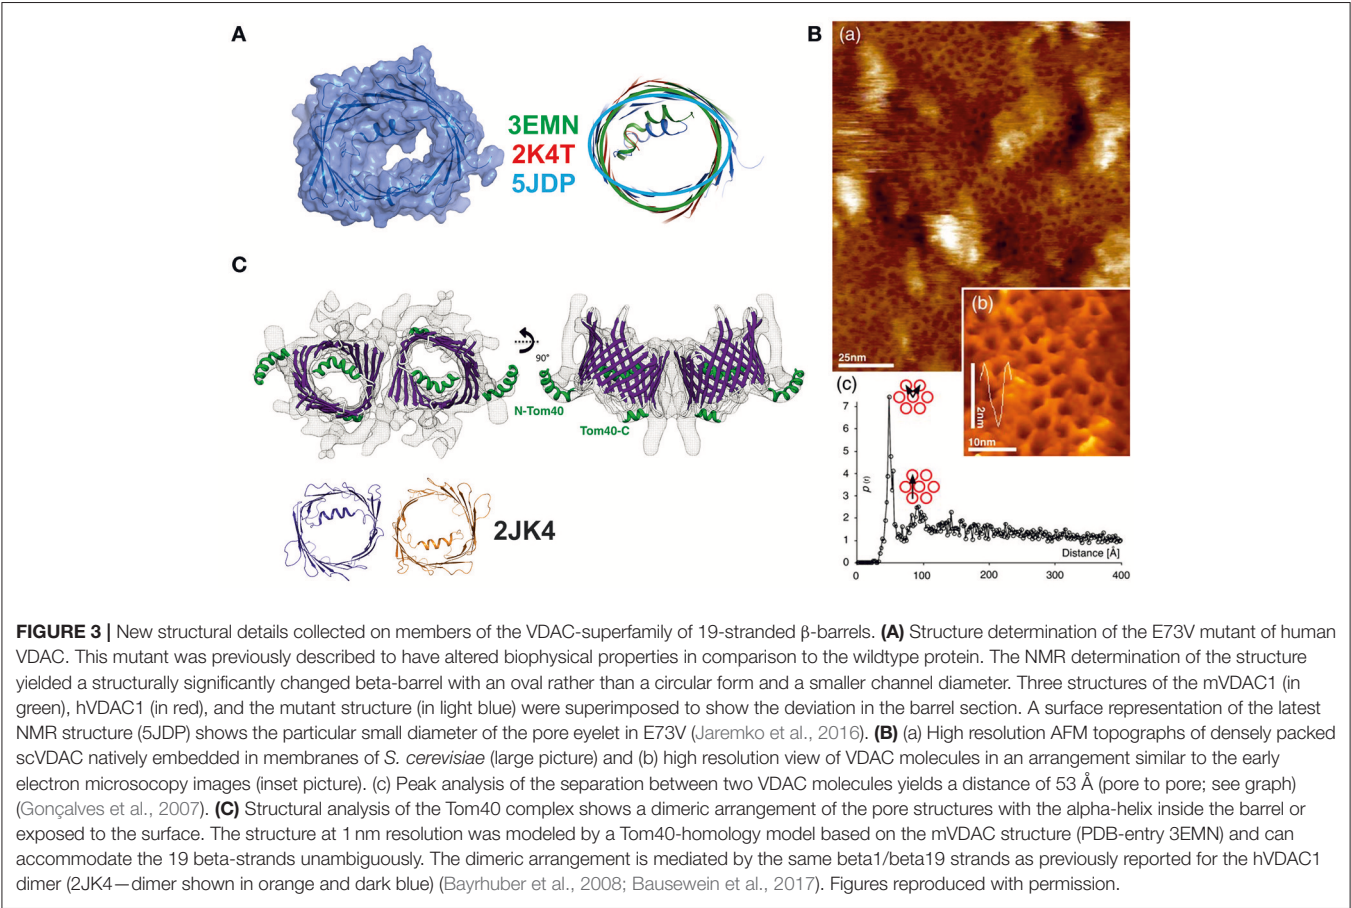 A
3EMN
2K4T
5JDP
B
(a)
25nm
(b)
2nm
10nm
(c)
7
6
5
4
3
2
1
0
p (r)
Distance [Å]
0
100
200
300
400
C
90°
N-Tom40
Tom40-C
2JK4
FIGURE 3 | New structural details collected on members of the VDAC-superfamily of 19-stranded β-barrels. (A) Structure determination of the E73V mutant of human
VDAC. This mutant was previously described to have altered biophysical properties in comparison to the wildtype protein. The NMR determination of the structure
yielded a structurally significantly changed beta-barrel with an oval rather than a circular form and a smaller channel diameter. Three structures of the mVDAC1 (in
green), hVDAC1 (in red), and the mutant structure (in light blue) were superimposed to show the deviation in the barrel section. A surface representation of the latest
NMR structure (5JDP) shows the particular small diameter of the pore eyelet in E73V (Jaremko et al., 2016). (B) (a) High resolution AFM topographs of densely packed
scVDAC natively embedded in membranes of S. cerevisiae (large picture) and (b) high resolution view of VDAC molecules in an arrangement similar to the early
electron microsocopy images (inset picture). (c) Peak analysis of the separation between two VDAC molecules yields a distance of 53 Å (pore to pore; see graph)
(Gonçalves et al., 2007). (C) Structural analysis of the Tom40 complex shows a dimeric arrangement of the pore structures with the alpha-helix inside the barrel or
exposed to the surface. The structure at 1 nm resolution was modeled by a Tom40-homology model based on the mVDAC structure (PDB-entry 3EMN) and can
accommodate the 19 beta-strands unambiguously. The dimeric arrangement is mediated by the same beta1/beta19 strands as previously reported for the hVDAC1
dimer (2JK4—dimer shown in orange and dark blue) (Bayrhuber et al., 2008; Bausewein et al., 2017). Figures reproduced with permission.